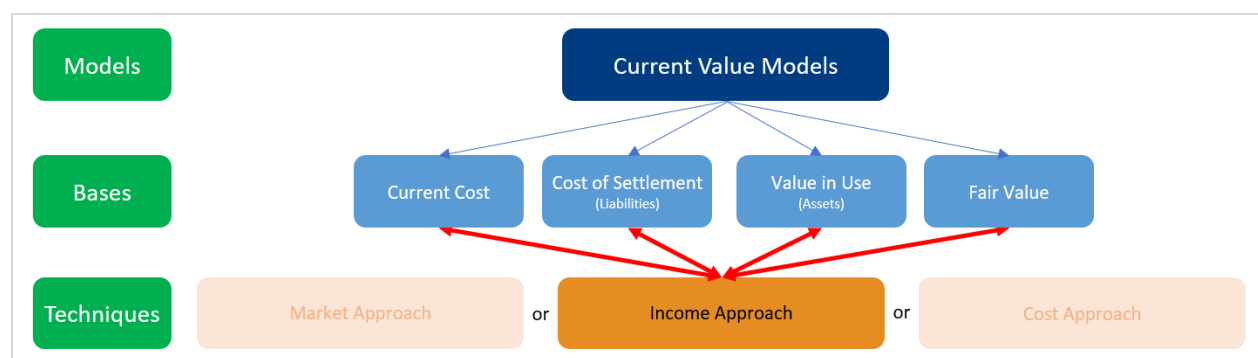 Models
Current Value Models
Bases
Current Cost
Cost of Settlement
(Liabilities)
Value in Use
(Assets)
Fair Value
Techniques
Market Approach
or
Income Approach
or
Cost Approach